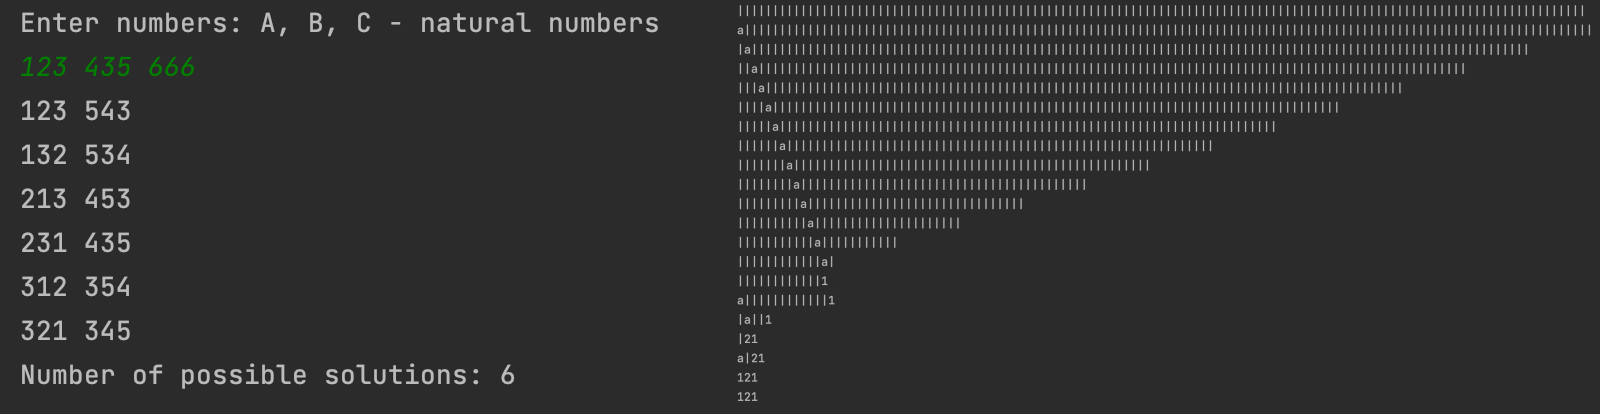 Enter numbers: A, B, C - natural numbers
123 435 666
123 543
132 534
213 453
231 435
312 354
321 345
Number of possible solutions: 6
|||||||||||||||||||||||||||||||||||||||||||||||||||||||||||||||||||||||||||||||||||||||||||||||||||||||||||||||||||||||||
a|||||||||||||||||||||||||||||||||||||||||||||||||||||||||||||||||||||||||||||||||||||||||||||||||||||||||||||||||||||||||
|a|||||||||||||||||||||||||||||||||||||||||||||||||||||||||||||||||||||||||||||||||||||||||||||||||||||||||||||||
||a|||||||||||||||||||||||||||||||||||||||||||||||||||||||||||||||||||||||||||||||||||||||||||||||||||||
|||a|||||||||||||||||||||||||||||||||||||||||||||||||||||||||||||||||||||||||||||||||||||||||||
||||a|||||||||||||||||||||||||||||||||||||||||||||||||||||||||||||||||||||||||||||||||
|||||a|||||||||||||||||||||||||||||||||||||||||||||||||||||||||||||||||||||||
||||||a|||||||||||||||||||||||||||||||||||||||||||||||||||||||||||||
|||||||a|||||||||||||||||||||||||||||||||||||||||||||||||||
||||||||a|||||||||||||||||||||||||||||||||||||||||
|||||||||a|||||||||||||||||||||||||||||||
||||||||||a|||||||||||||||||||||
|||||||||||a|||||||||||
||||||||||||a|
||||||||||||1
a||||||||||||1
|a||1
|21
a|21
121
121